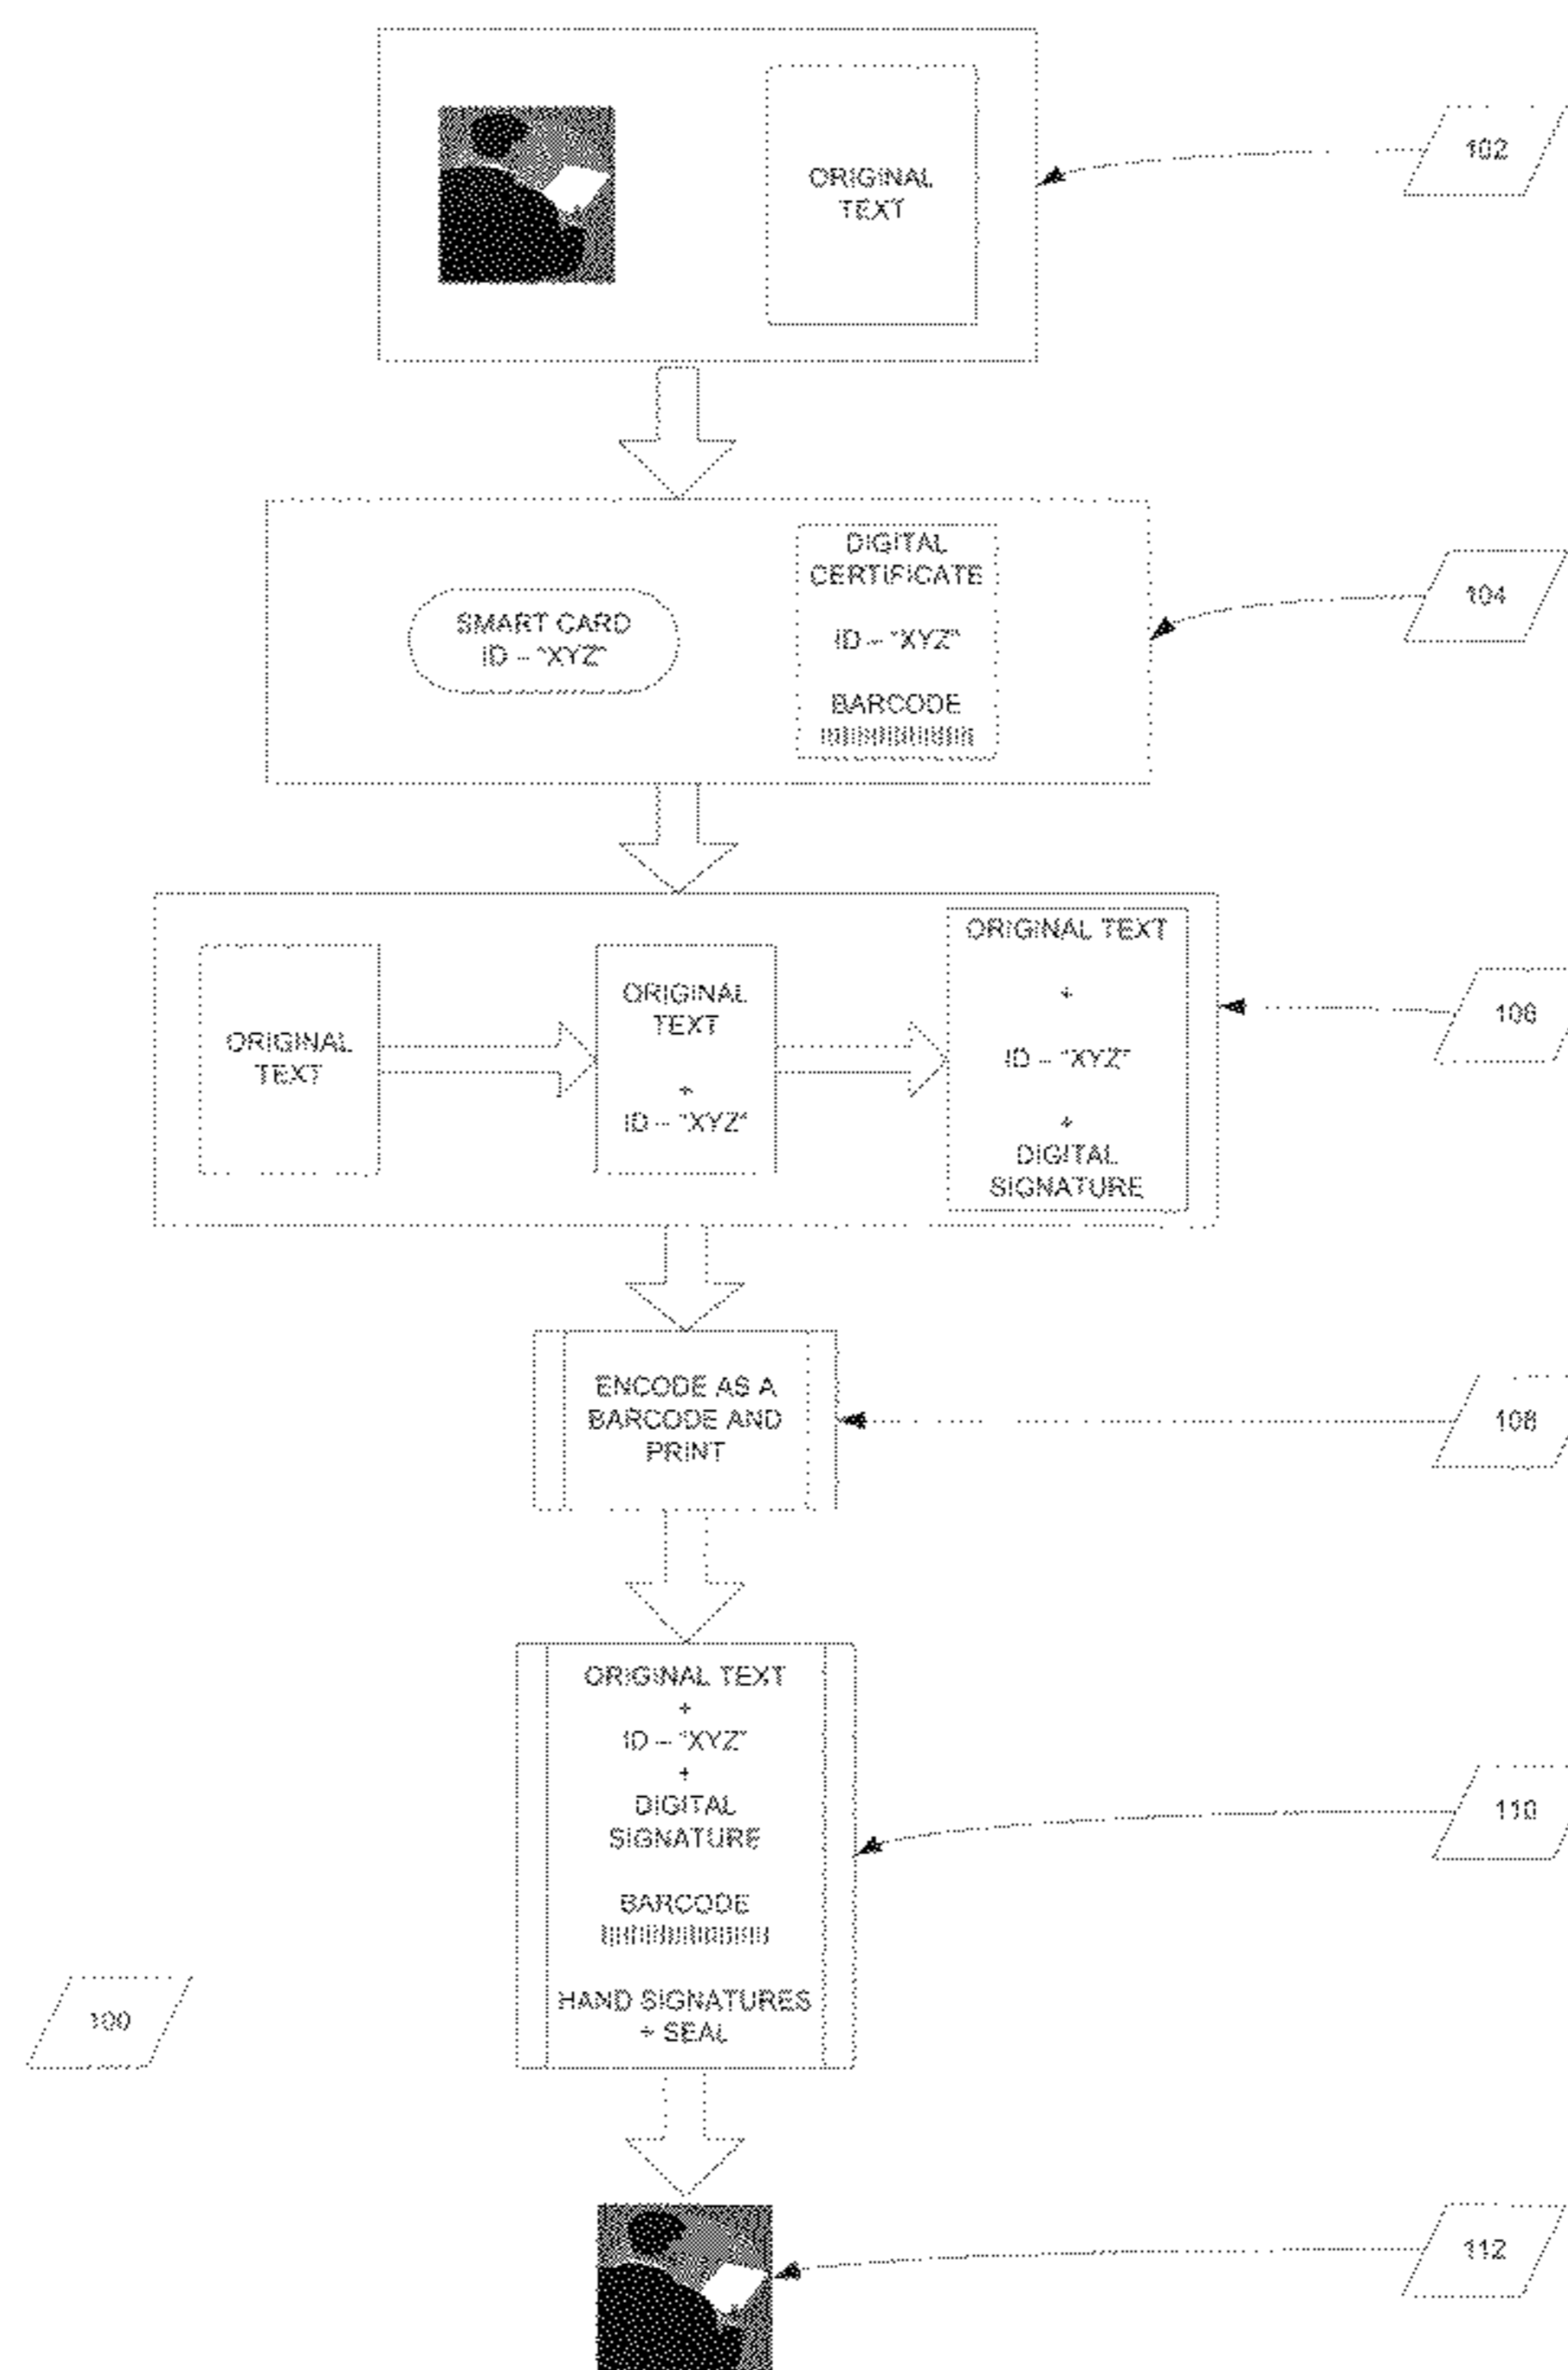 ORIGINAL
TEXT
102
SMART CARD
ID – "XYZ"
DIGITAL
CERTIFICATE
ID – "XYZ"
BARCODE
104
ORIGINAL
TEXT
ORIGINAL
TEXT
+
ID – "XYZ"
ORIGINAL TEXT
+
ID – "XYZ"
+
DIGITAL
SIGNATURE
106
ENCODE AS A
BARCODE AND
PRINT
108
ORIGINAL TEXT
+
ID – "XYZ"
+
DIGITAL
SIGNATURE
BARCODE
HAND SIGNATURES
+ SEAL
110
100
112